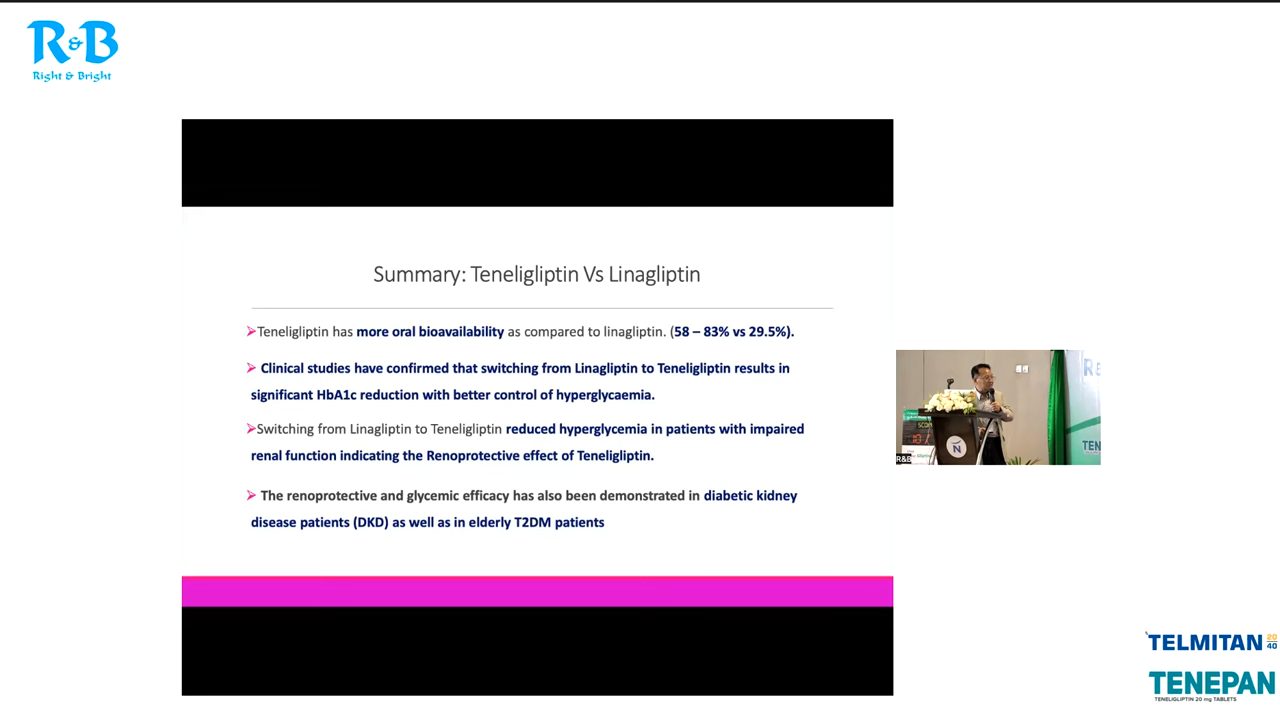 R&B
Right & Bright
Summary: Teneligliptin Vs Linagliptin
➢Teneligliptin has more oral bioavailability as compared to linagliptin. (58 – 83% vs 29.5%).
➢ Clinical studies have confirmed that switching from Linagliptin to Teneligliptin results in
significant HbA1c reduction with better control of hyperglycaemia.
➢Switching from Linagliptin to Teneligliptin reduced hyperglycemia in patients with impaired
renal function indicating the Renoprotective effect of Teneligliptin.
➢ The renoprotective and glycemic efficacy has also been demonstrated in diabetic kidney
disease patients (DKD) as well as in elderly T2DM patients
R&B
TELMITAN 20 40
TENEPAN
TENELIGLIPTIN 20 mg TABLETS